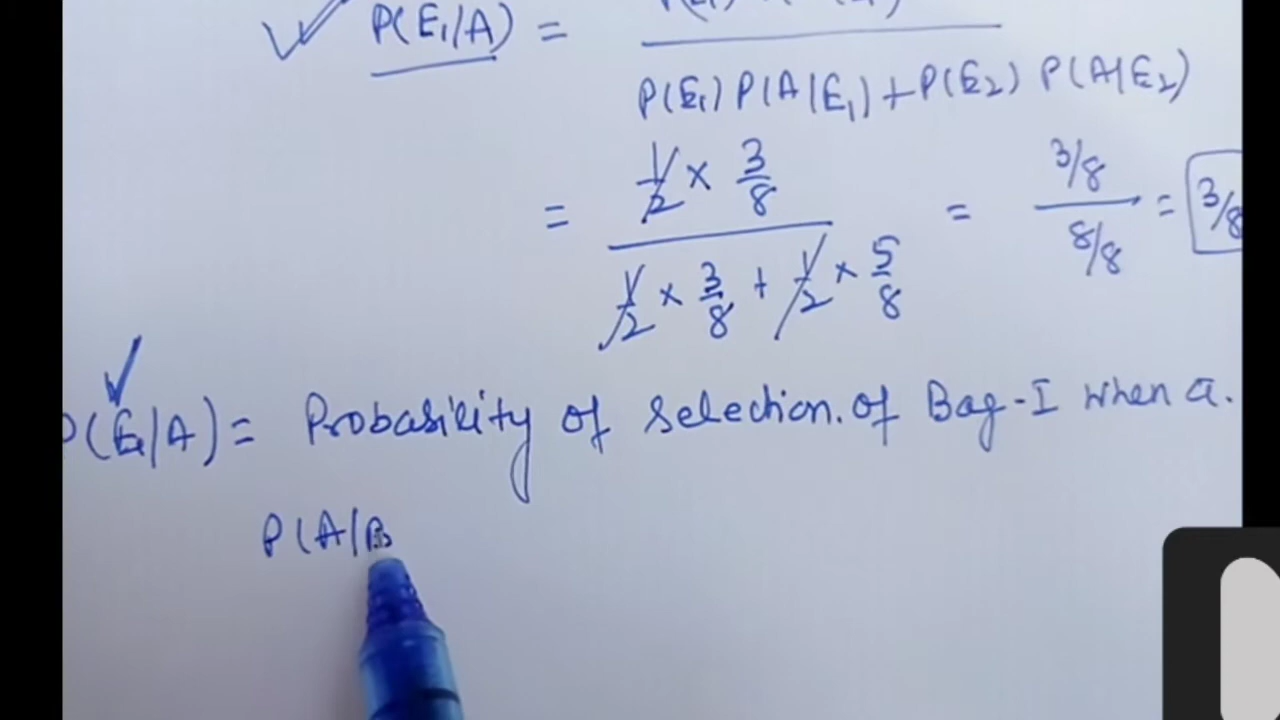 P(E₁/A) =
P(E₁) P(A|E₁) + P(E₂) P(A|E₂)
= 1/2 × 3/8 / 1/2 × 3/8 + 1/2 × 5/8 = 3/8 / 8/8 = 3/8
P(E₁/A) = Probability of selection. of Bag-I when a.
P(A/B